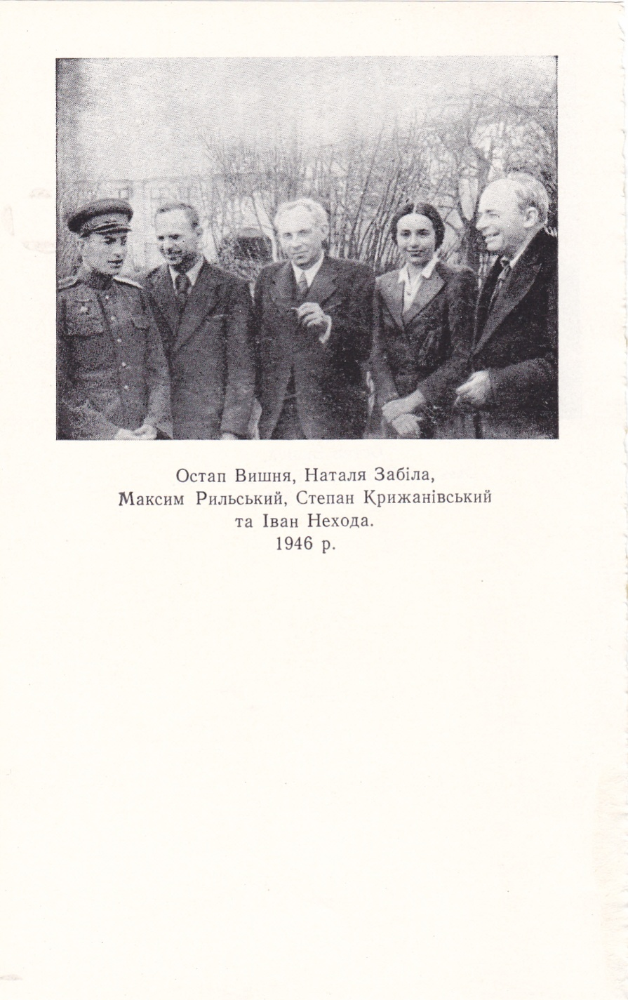 Остап Вишня, Наталя Забіла,
Максим Рильський, Степан Крижанівський
та Іван Нехода.
1946 р.